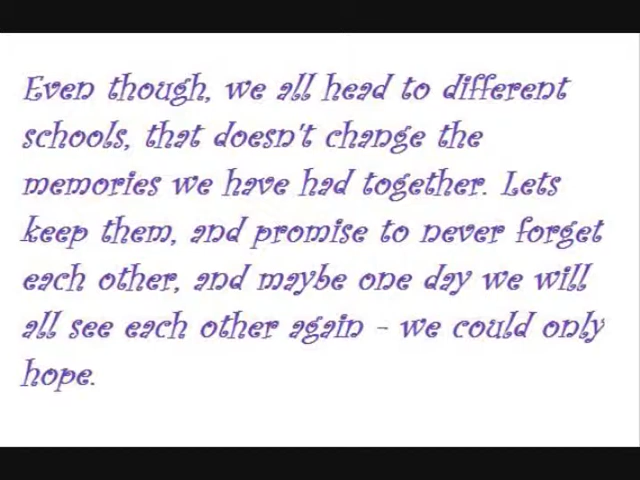 Even though, we all head to different
schools, that doesn't change the
memories we have had together. Lets
keep them, and promise to never forget
each other, and maybe one day we will
all see each other again - we could only
hope.